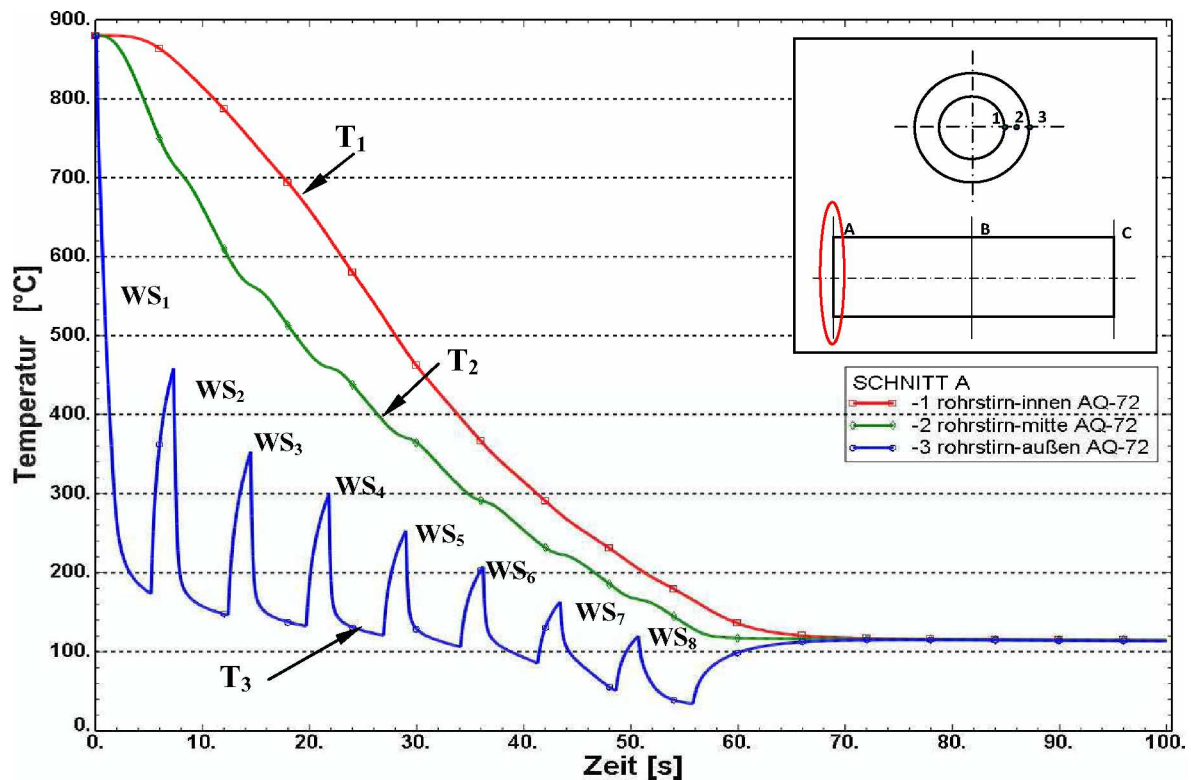 900.
800.
700.
600.
500.
400.
300.
200.
100.
0.
Temperatur [°C]
0. 10. 20. 30. 40. 50. 60. 70. 80. 90. 100.
Zeit [s]
T1
T2
T3
WS1
WS2
WS3
WS4
WS5
WS6
WS7
WS8
1 2 3
A B C
SCHNITT A
-1 rohrstirn-innen AQ-72
-2 rohrstirn-mitte AQ-72
-3 rohrstirn-außen AQ-72